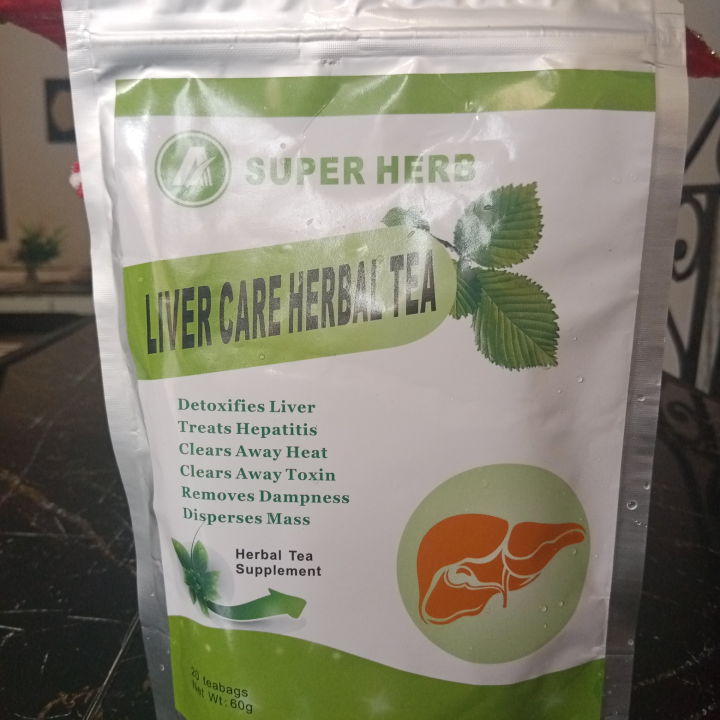 SUPER HERB
LIVER CARE HERBAL TEA
Detoxifies Liver
Treats Hepatitis
Clears Away Heat
Clears Away Toxin
Removes Dampness
Disperses Mass
Herbal Tea
Supplement
20 teabags
Net Wt: 60g